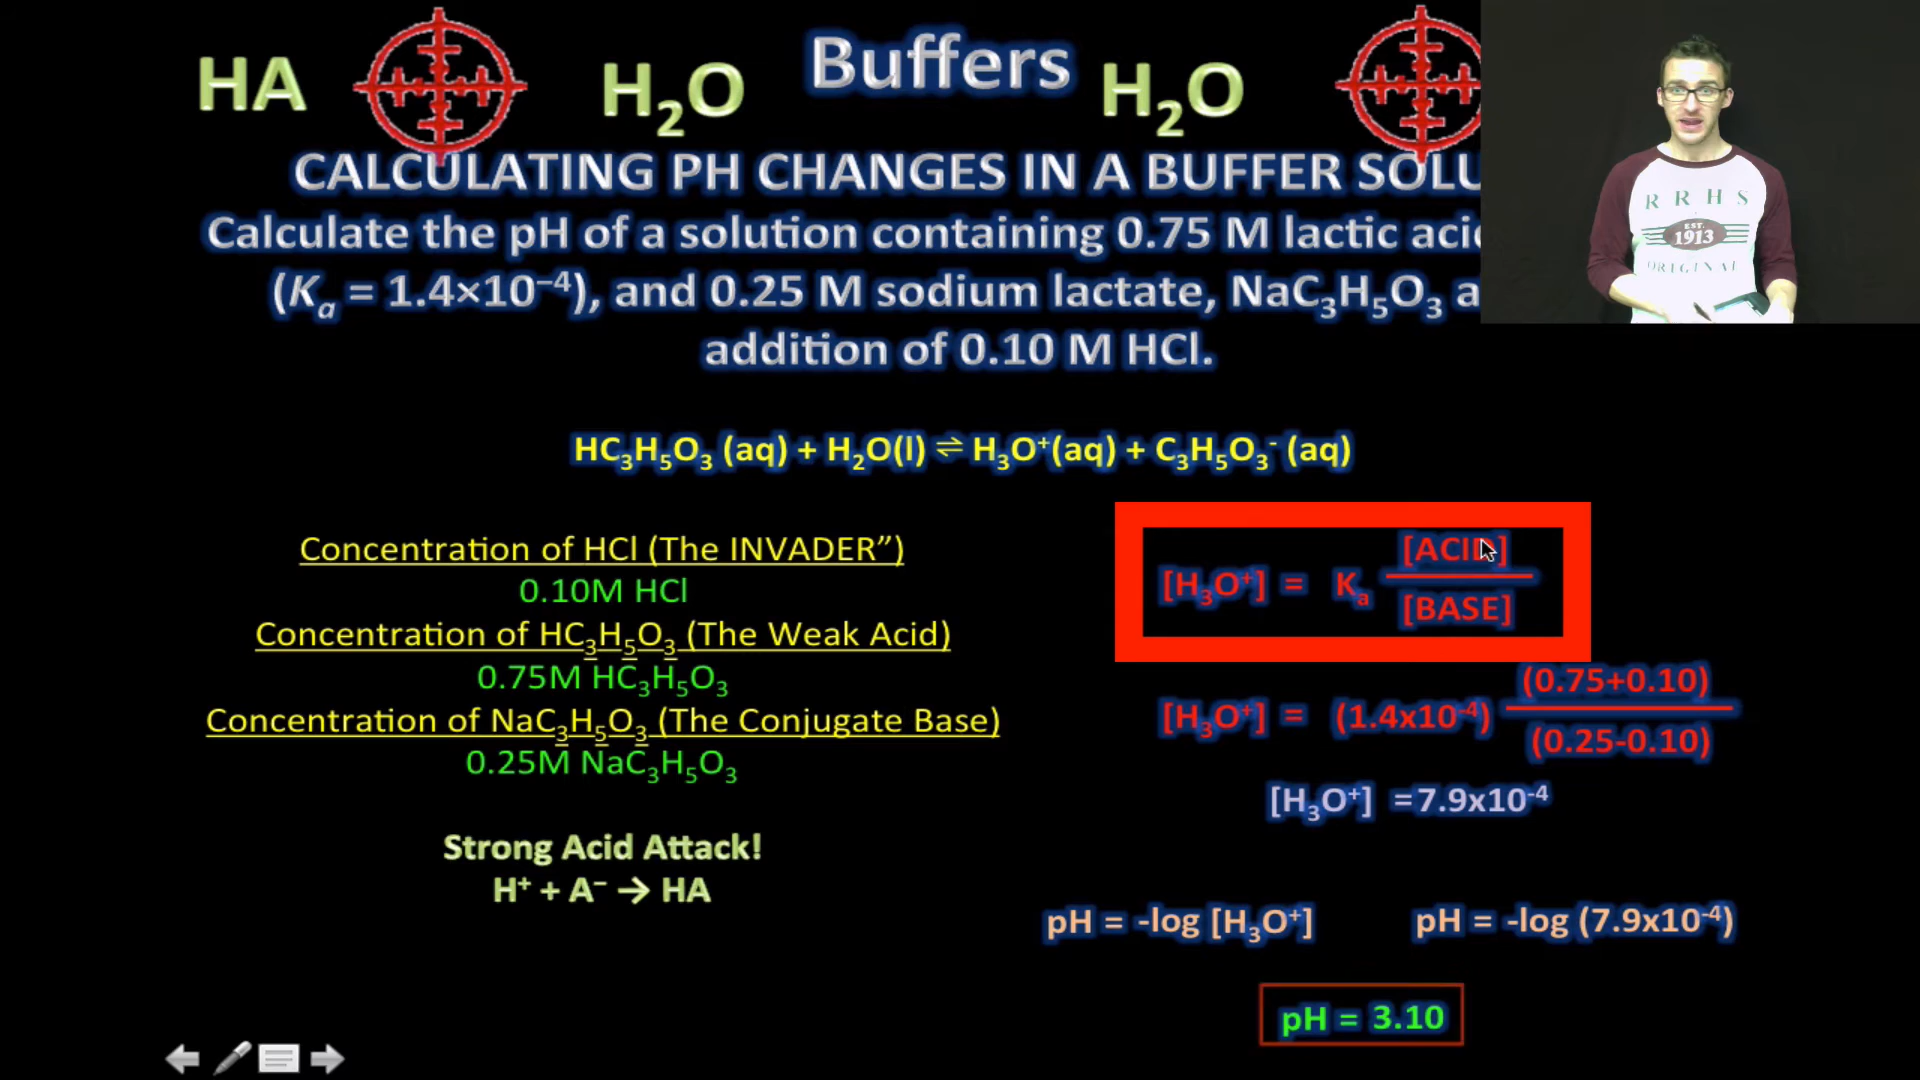 Buffers
HA H₂O H₂O
CALCULATING PH CHANGES IN A BUFFER SOLU
Calculate the pH of a solution containing 0.75 M lactic acid
(Kₐ = 1.4×10⁻⁴), and 0.25 M sodium lactate, NaC₃H₅O₃ a
addition of 0.10 M HCl.
HC₃H₅O₃ (aq) + H₂O(l) ⇌ H₃O⁺(aq) + C₃H₅O₃⁻ (aq)
Concentration of HCl (The INVADER”)
0.10M HCl
Concentration of HC₃H₅O₃ (The Weak Acid)
0.75M HC₃H₅O₃
Concentration of NaC₃H₅O₃ (The Conjugate Base)
0.25M NaC₃H₅O₃
Strong Acid Attack!
H⁺ + A⁻ → HA
[H₃O⁺] = Kₐ [ACID] / [BASE]
[H₃O⁺] = (1.4x10⁻⁴) (0.75+0.10) / (0.25-0.10)
[H₃O⁺] =7.9x10⁻⁴
pH = -log [H₃O⁺] pH = -log (7.9x10⁻⁴)
pH = 3.10
RRHS
EST.
1913
ORIGINAL